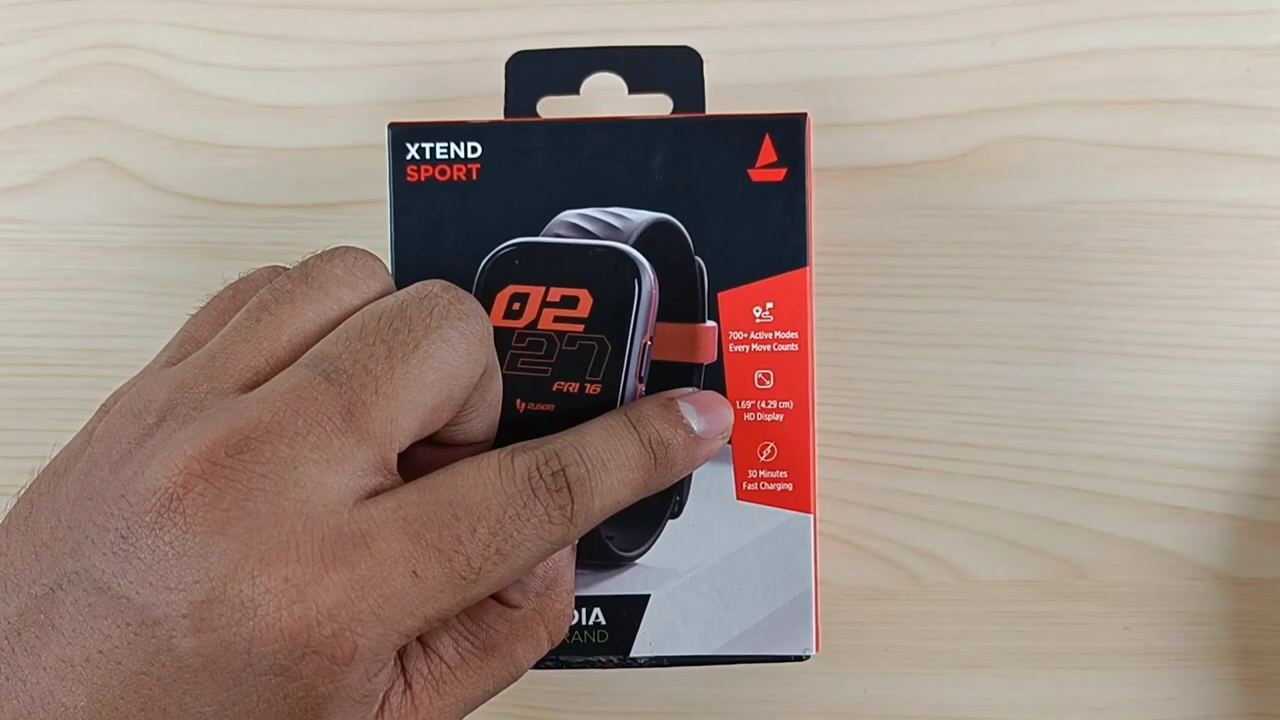 XTEND
SPORT
02
27
FRI 16
700+ Active Modes
Every Move Counts
1.69" (4.29 cm)
HD Display
30 Minutes
Fast Charging